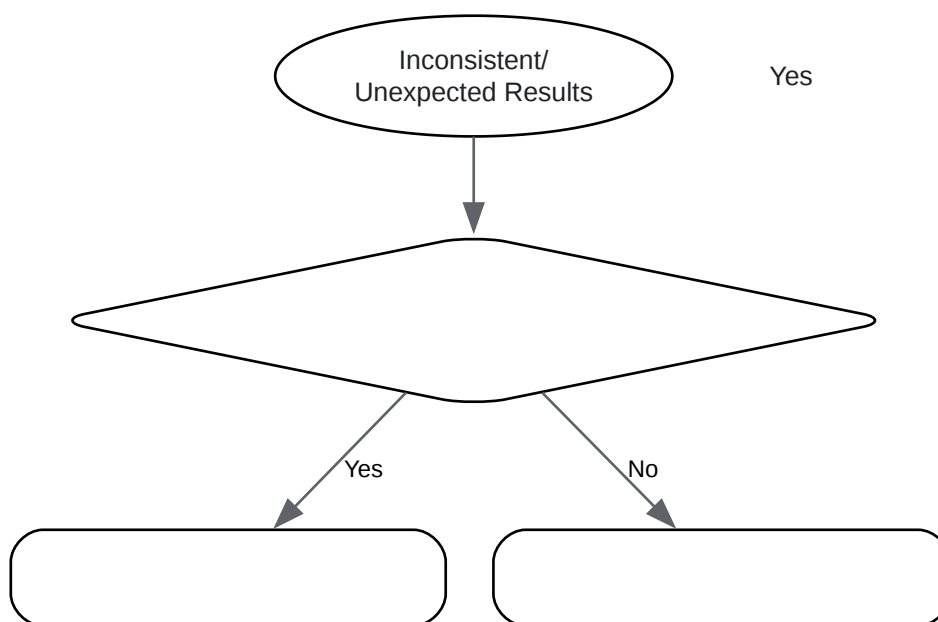 Inconsistent/
Unexpected Results
Yes
Yes
No